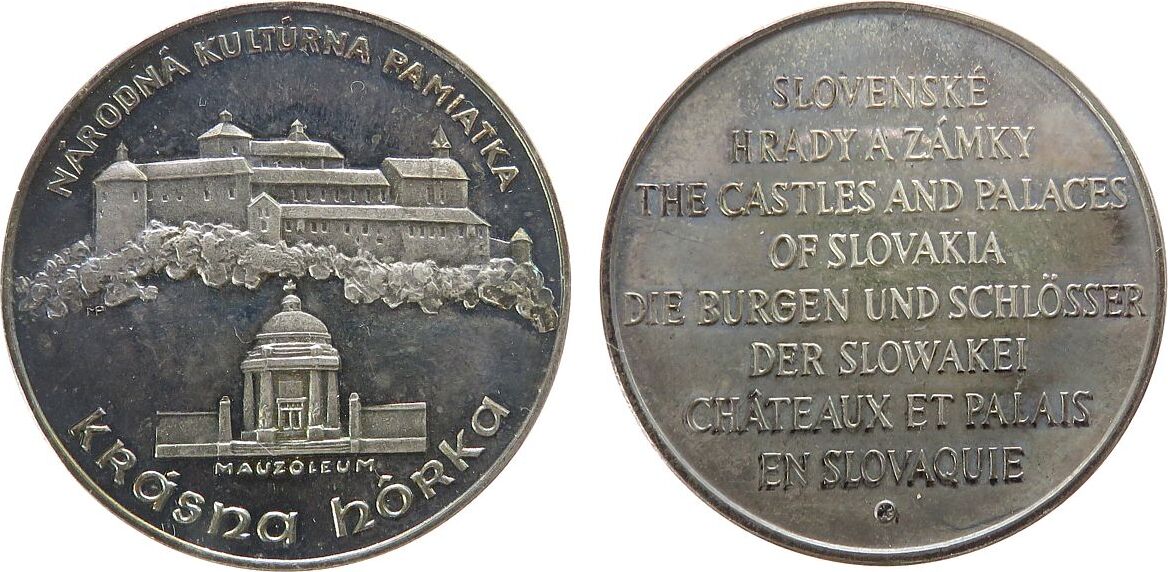 NÁRODNÁ KULTÚRNA PAMIATKA
MP
MAUZÓLEUM
Krásna hôrka
SLOVENSKÉ
HRADY A ZÁMKY
THE CASTLES AND PALACES
OF SLOVAKIA
DIE BURGEN UND SCHLÖSSER
DER SLOWAKEI
CHÂTEAUX ET PALAIS
EN SLOVAQUIE